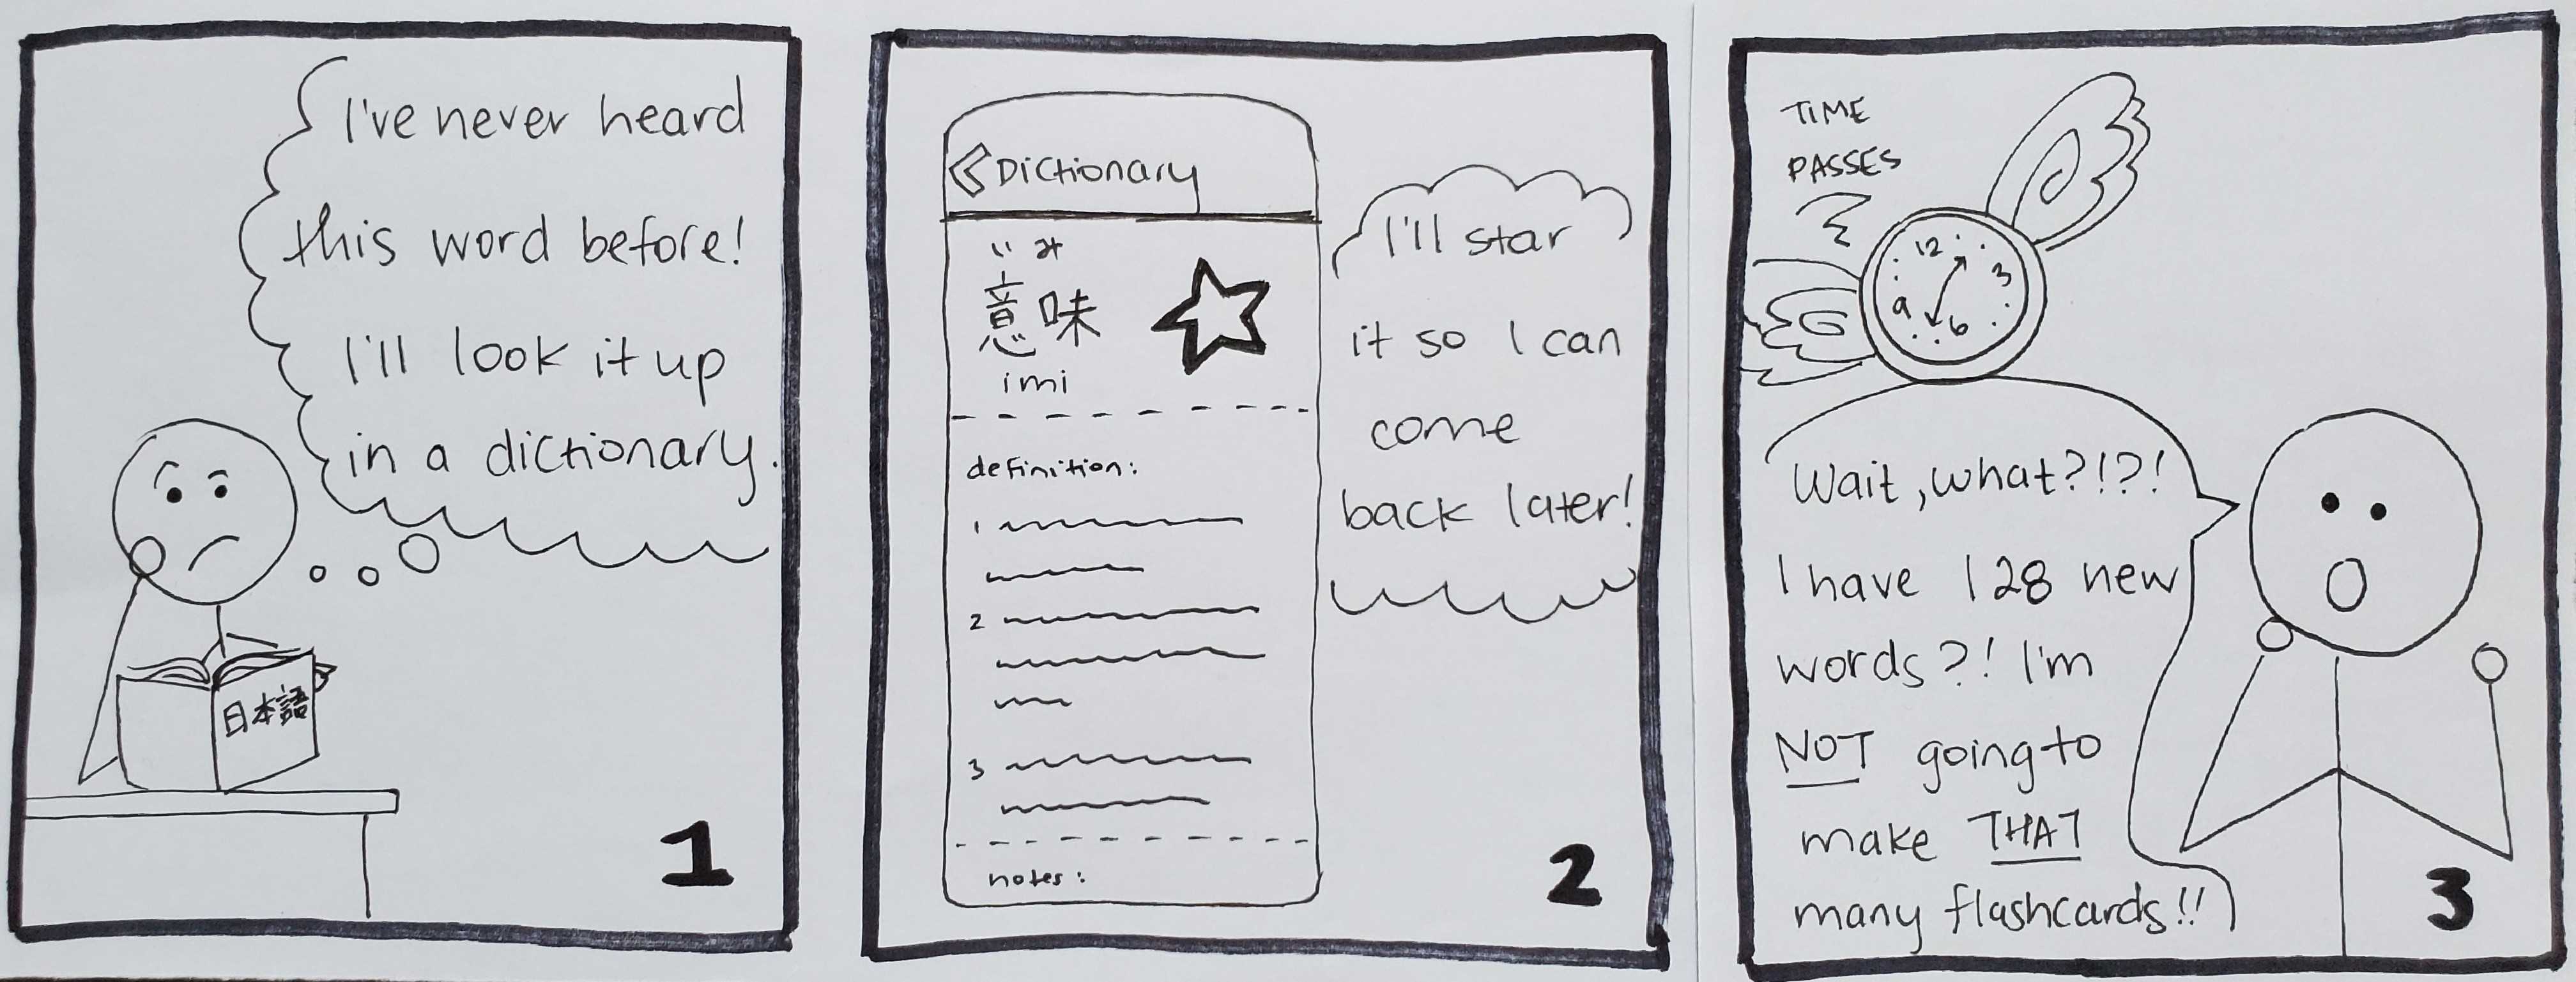 I've never heard
this word before!
I'll look it up
in a dictionary.
日本語
1
Dictionary
いみ
意味
imi
definition:
1
2
3
notes:
I'll star
it so I can
come
back later!
2
TIME
PASSES
12
3
6
9
Wait, what?!?!
I have 128 new
words?! I'm
NOT going to
make THAT
many flashcards!!
3